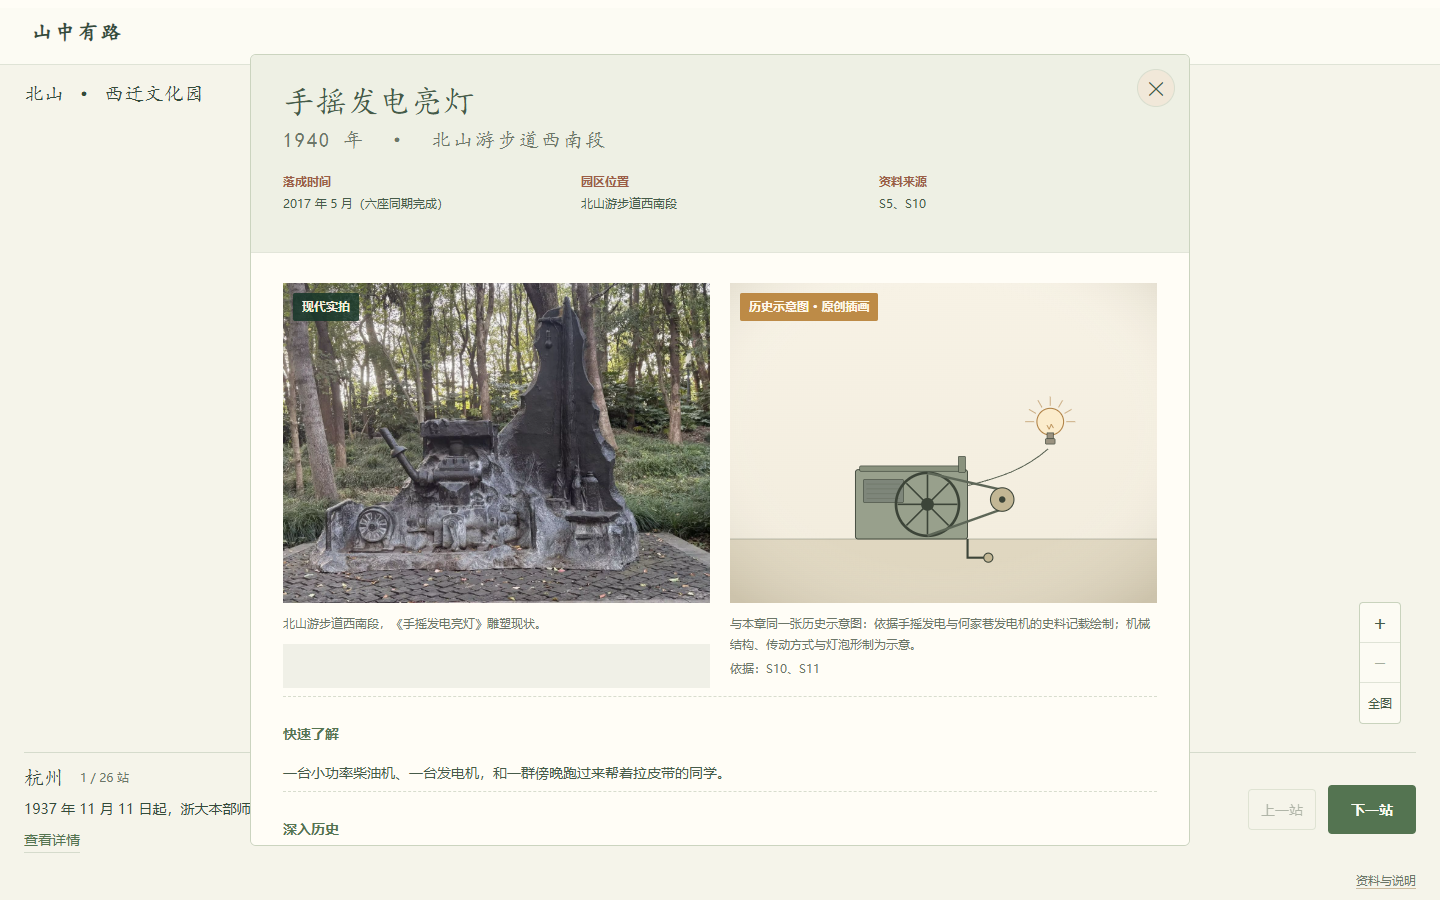 山中有路
北山 • 西迁文化园
手摇发电亮灯
1940 年 • 北山游步道西南段
落成时间
2017 年 5 月（六座同期完成）
园区位置
北山游步道西南段
资料来源
S5、S10
现代实拍
历史示意图 • 原创插画
北山游步道西南段，《手摇发电亮灯》雕塑现状。
与本章同一张历史示意图：依据手摇发电与何家巷发电机的史料记载绘制；机械
结构、传动方式与灯泡形制为示意。
依据：S10、S11
快速了解
一台小功率柴油机、一台发电机，和一群傍晚跑过来帮着拉皮带的同学。
深入历史
+
−
全图
杭州 1 / 26 站
1937 年 11 月 11 日起，浙大本部师
查看详情
上一站
下一站
资料与说明